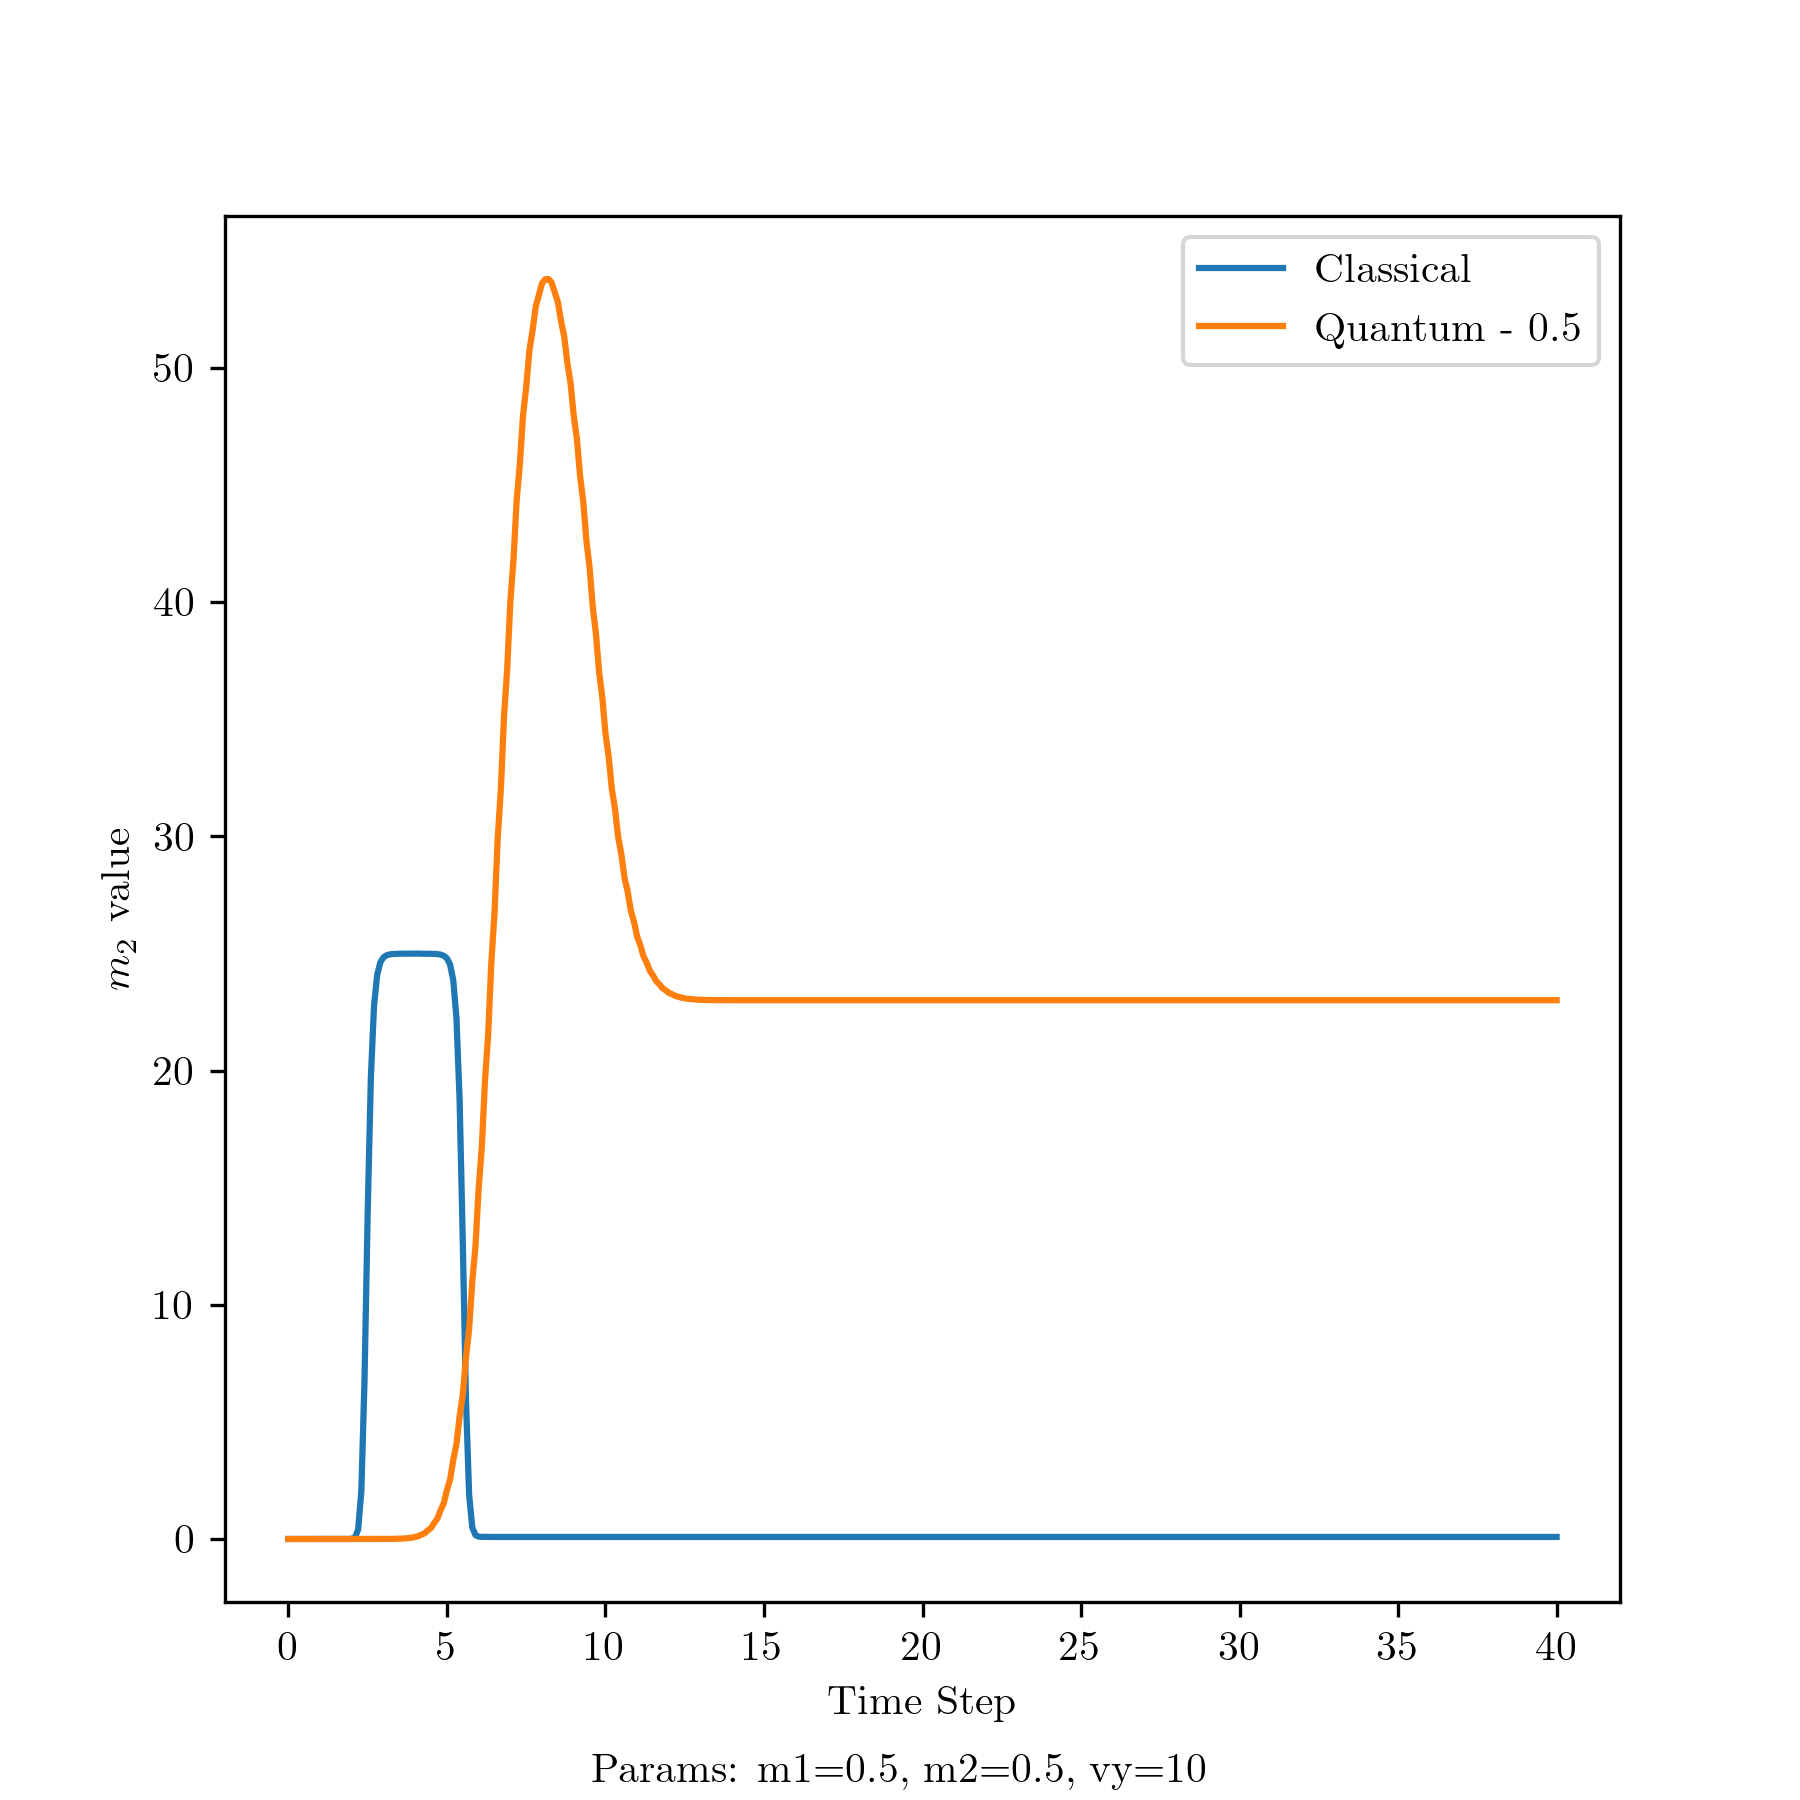 Classical
Quantum - 0.5
50
40
30
20
10
0
m₂ value
0 5 10 15 20 25 30 35 40
Time Step
Params: m1=0.5, m2=0.5, vy=10